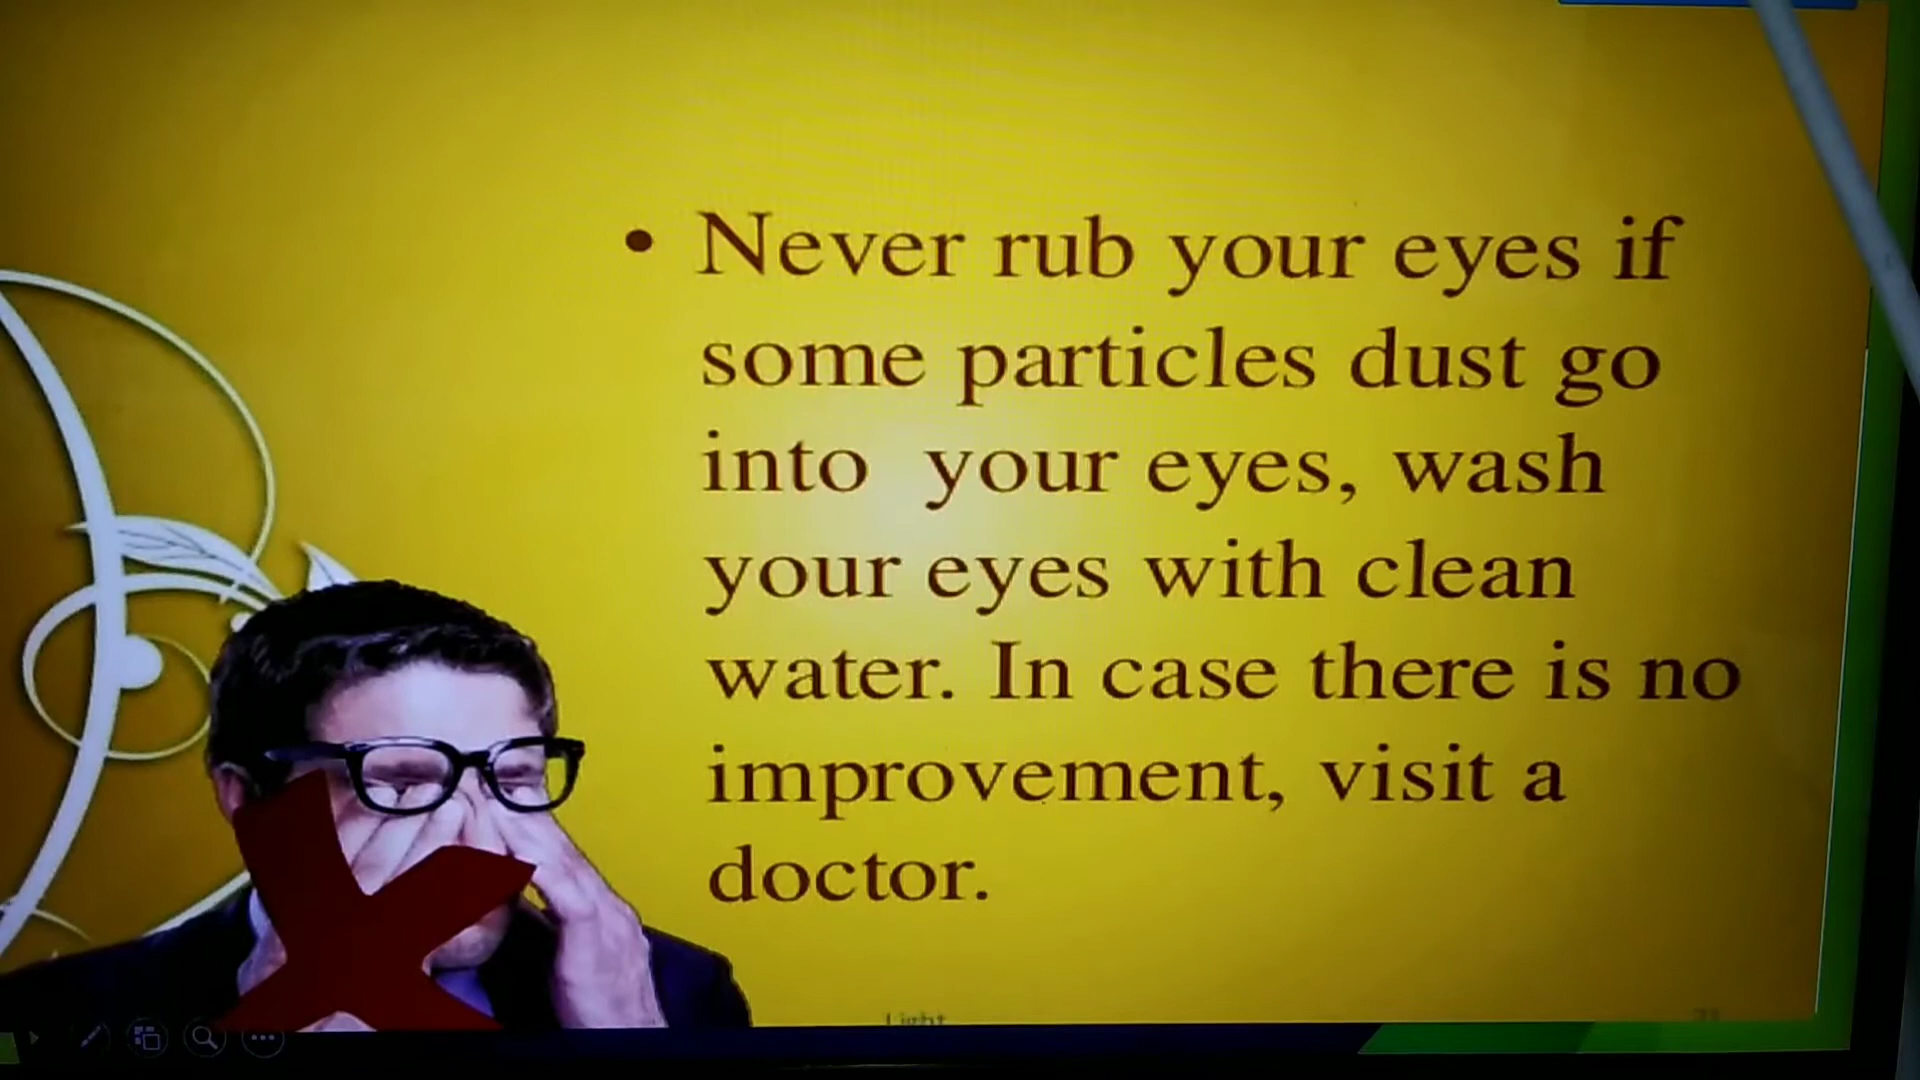 • Never rub your eyes if
some particles dust go
into your eyes, wash
your eyes with clean
water. In case there is no
improvement, visit a
doctor.
Light